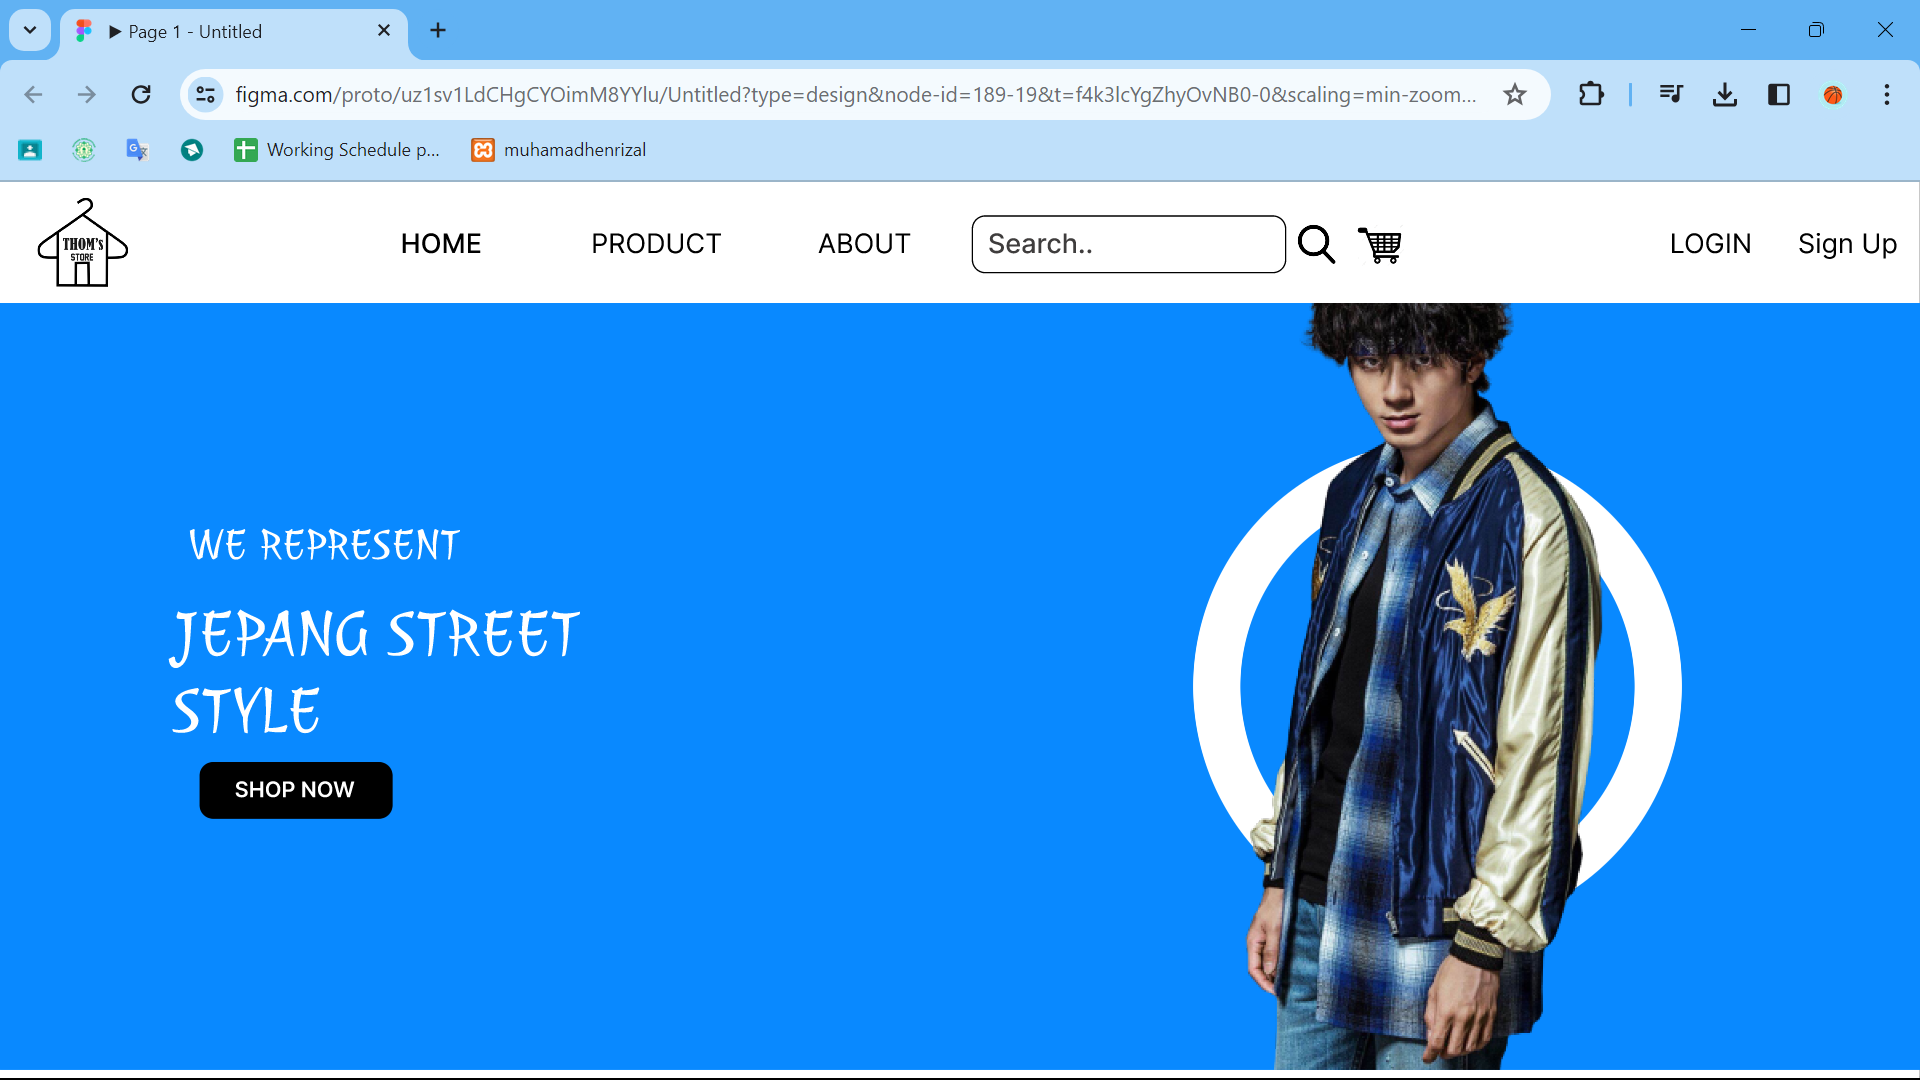 Page 1 - Untitled
figma.com/proto/uz1sv1LdCHgCYOimM8YYlu/Untitled?type=design&node-id=189-19&t=f4k3lcYgZhyOvNB0-0&scaling=min-zoom...
Working Schedule p... muhamadhenrizal
THOM's
STORE
HOME PRODUCT ABOUT Search.. LOGIN Sign Up
WE REPRESENT
JEPANG STREET
STYLE
SHOP NOW